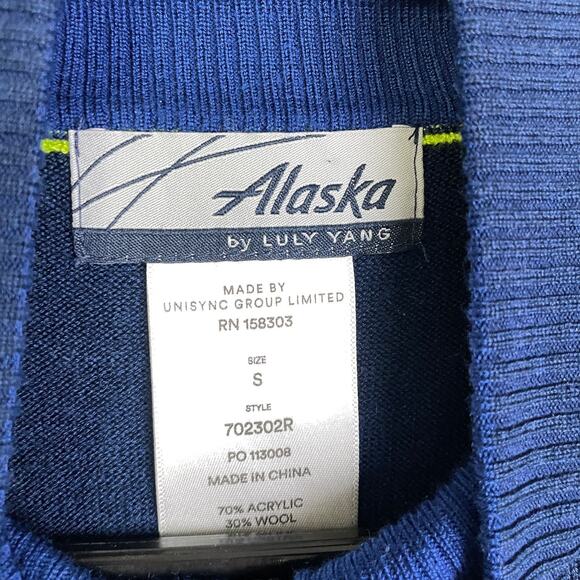 Alaska
by LULY YANG
MADE BY
UNISYNC GROUP LIMITED
RN 158303
SIZE
S
STYLE
702302R
PO 113008
MADE IN CHINA
70% ACRYLIC
30% WOOL